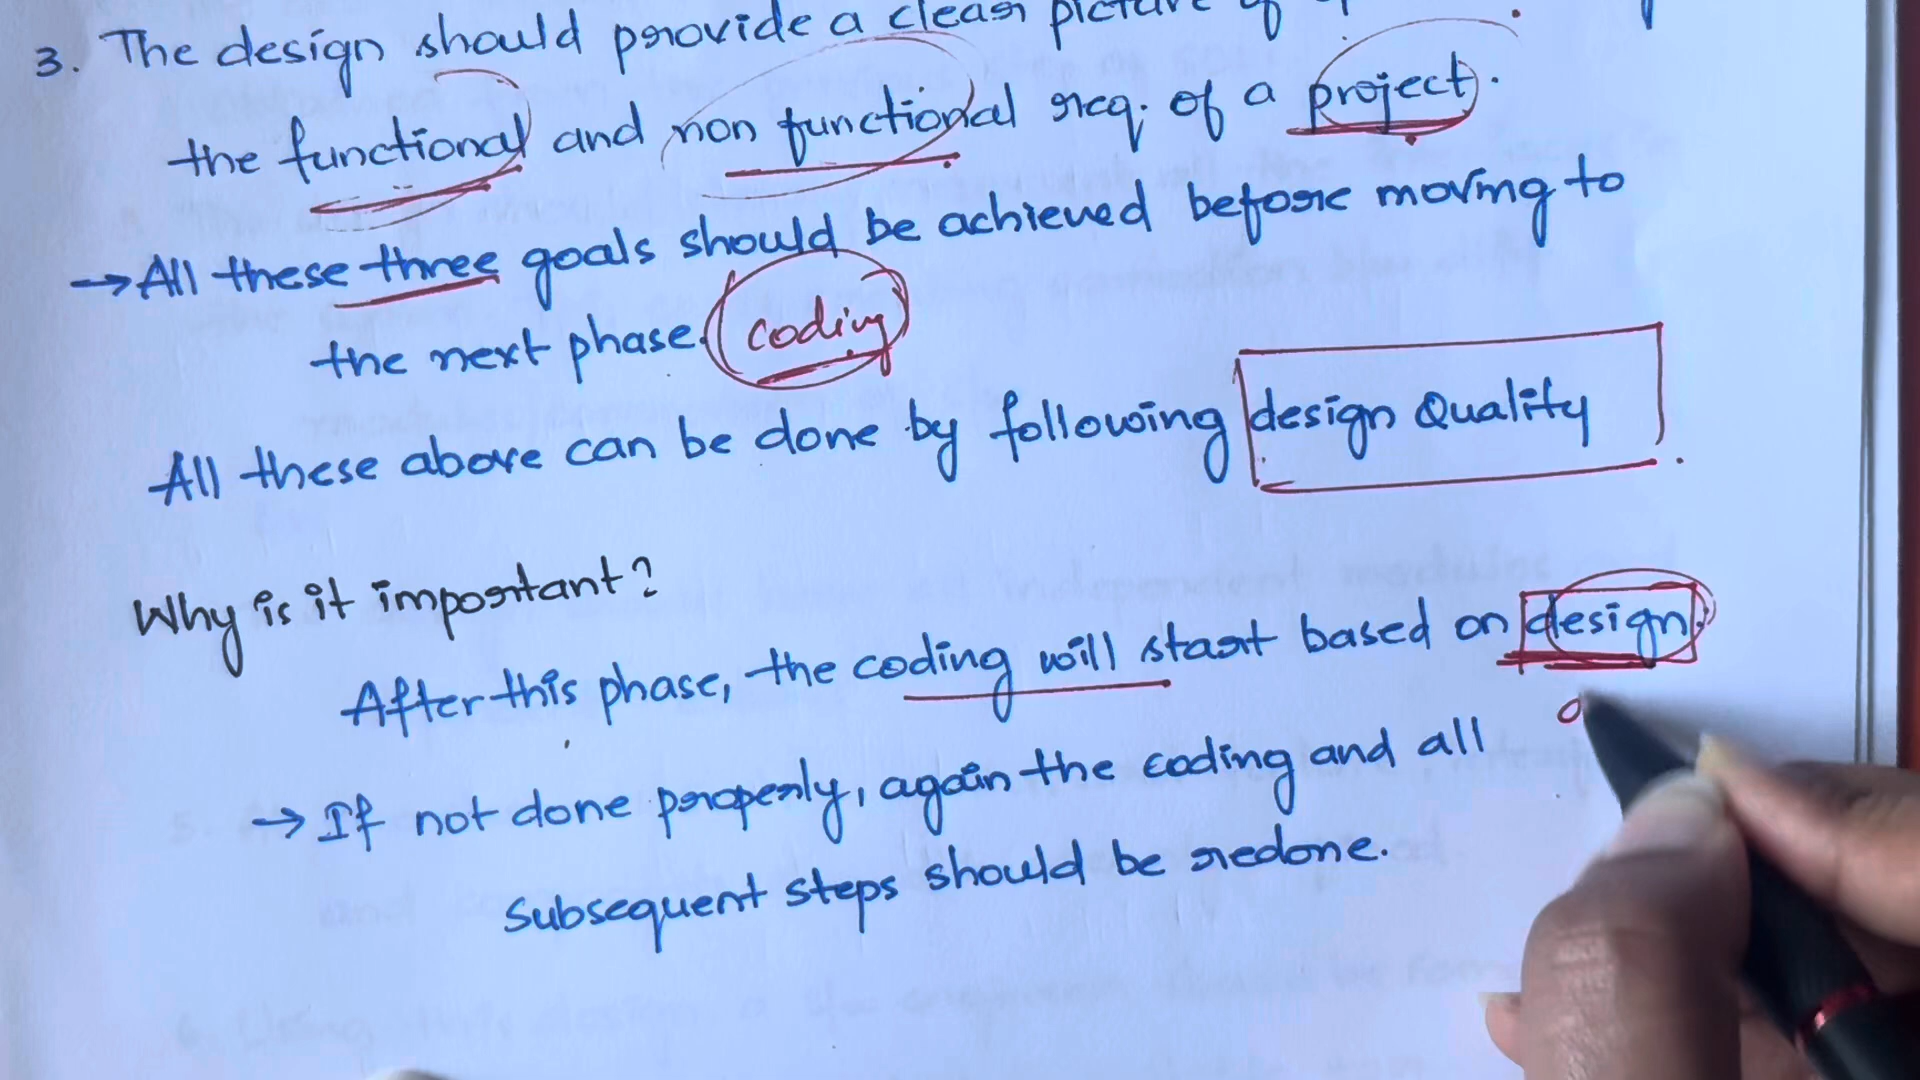 3. The design should provide a clear picture of
the functional and non functional req. of a project.
→ All these three goals should be achieved before moving to
the next phase. coding
All these above can be done by following design Quality
Why is it important?
After this phase, the coding will start based on design.
→ If not done properly, again the coding and all
subsequent steps should be redone.